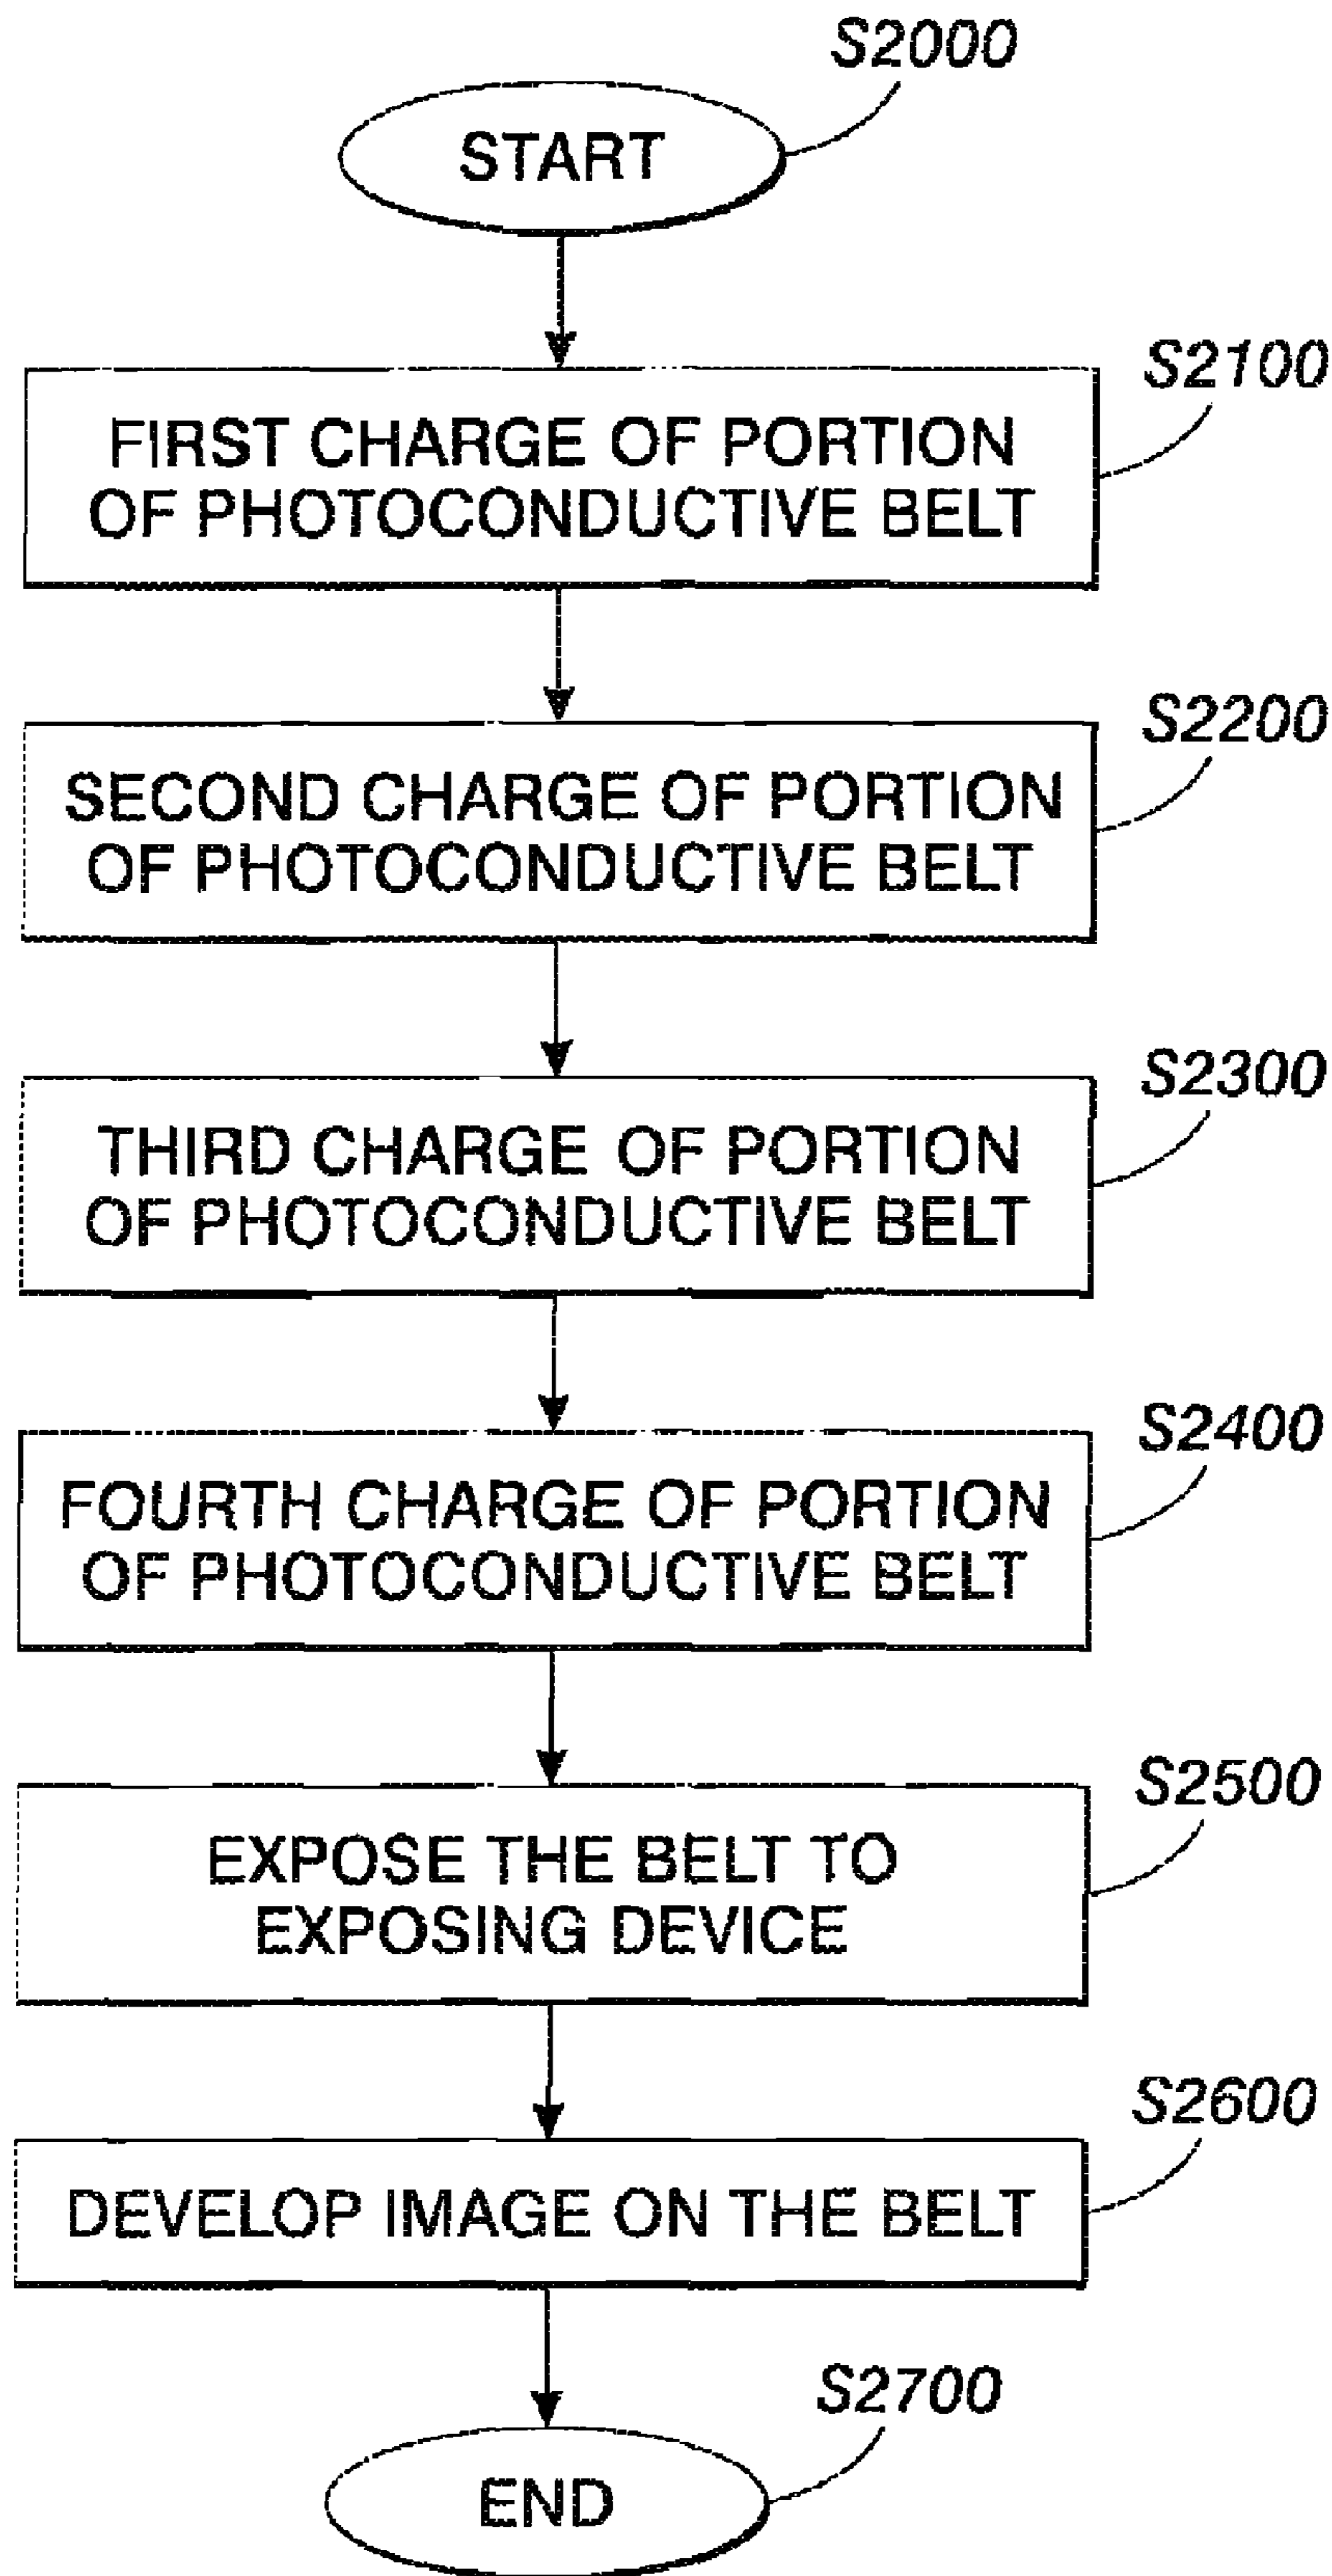 S2000
START
S2100
FIRST CHARGE OF PORTION
OF PHOTOCONDUCTIVE BELT
S2200
SECOND CHARGE OF PORTION
OF PHOTOCONDUCTIVE BELT
S2300
THIRD CHARGE OF PORTION
OF PHOTOCONDUCTIVE BELT
S2400
FOURTH CHARGE OF PORTION
OF PHOTOCONDUCTIVE BELT
S2500
EXPOSE THE BELT TO
EXPOSING DEVICE
S2600
DEVELOP IMAGE ON THE BELT
S2700
END